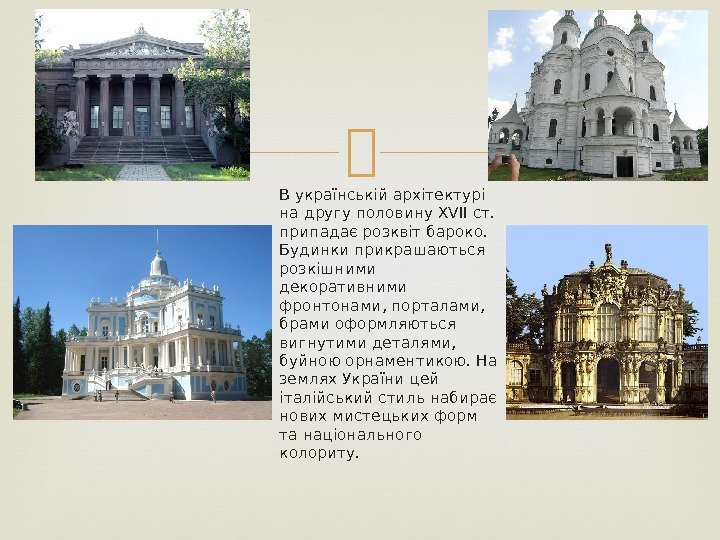 В українській архітектурі
на другу половину XVII ст.
припадає розквіт бароко.
Будинки прикрашаються
розкішними
декоративними
фронтонами, порталами,
брами оформляються
вигнутими деталями,
буйною орнаментикою. На
землях України цей
італійський стиль набирає
нових мистецьких форм
та національного
колориту.